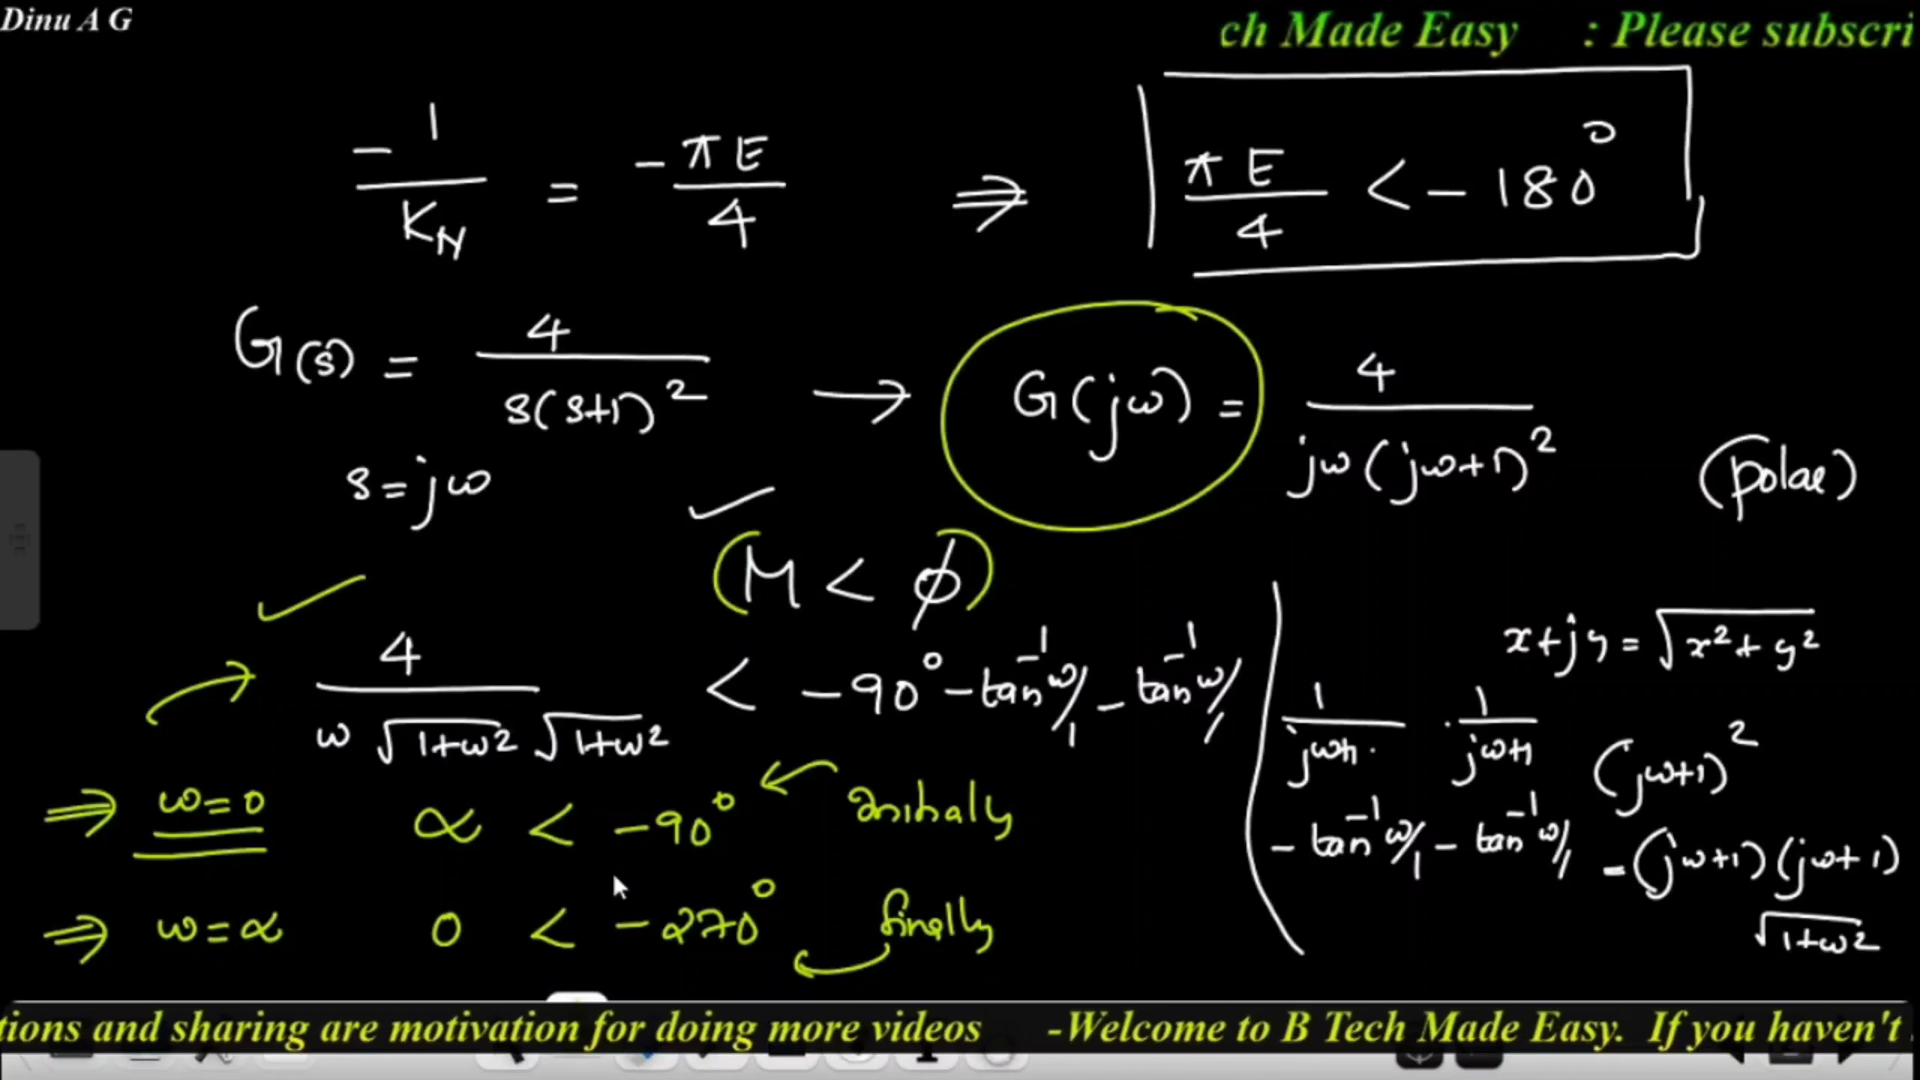 Dinu A G
ch Made Easy : Please subscri
-1/K_N = -πE/4 ⇒ πE/4 < -180°
G(s) = 4/s(s+1)² → G(jω) = 4/jω(jω+1)² (polar)
s=jω
(M < φ)
4/ω √1+ω² √1+ω² < -90° - tan⁻¹ω/1 - tan⁻¹ω/1
x+jy = √x²+y²
1/jω+1 · 1/jω+1 (jω+1)²
- tan⁻¹ω/1 - tan⁻¹ω/1 = (jω+1)(jω+1)
√1+ω²
⇒ ω=0 α < -90° Initially
⇒ ω=α 0 < -270° finally
tions and sharing are motivation for doing more videos -Welcome to B Tech Made Easy. If you haven't